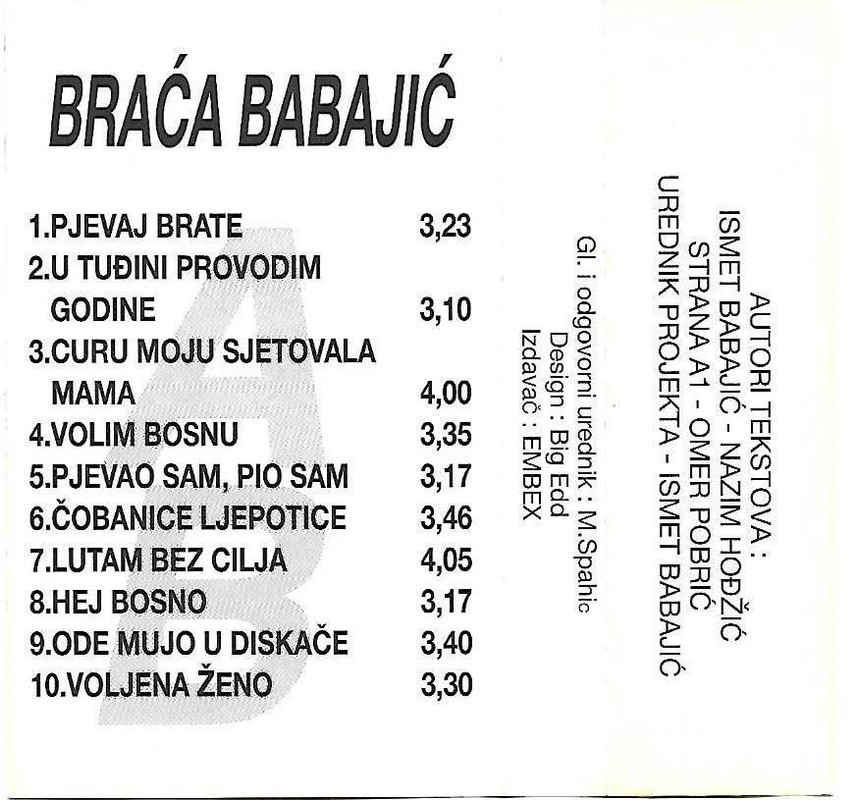 BRAĆA BABAJIĆ
1.PJEVAJ BRATE 3,23
2.U TUĐINI PROVODIM
GODINE 3,10
3.CURU MOJU SJETOVALA
MAMA 4,00
4.VOLIM BOSNU 3,35
5.PJEVAO SAM, PIO SAM 3,17
6.ČOBANICE LJEPOTICE 3,46
7.LUTAM BEZ CILJA 4,05
8.HEJ BOSNO 3,17
9.ODE MUJO U DISKAČE 3,40
10.VOLJENA ŽENO 3,30
AB
Gl. i odgovorni urednik : M.Spahic
Design : Big Edd
Izdavač : EMBEX
AUTORI TEKSTOVA :
ISMET BABAJIĆ - NAZIM HOĐŽIĆ
STRANA A1 - OMER POBRIĆ
UREDNIK PROJEKTA - ISMET BABAJIĆ